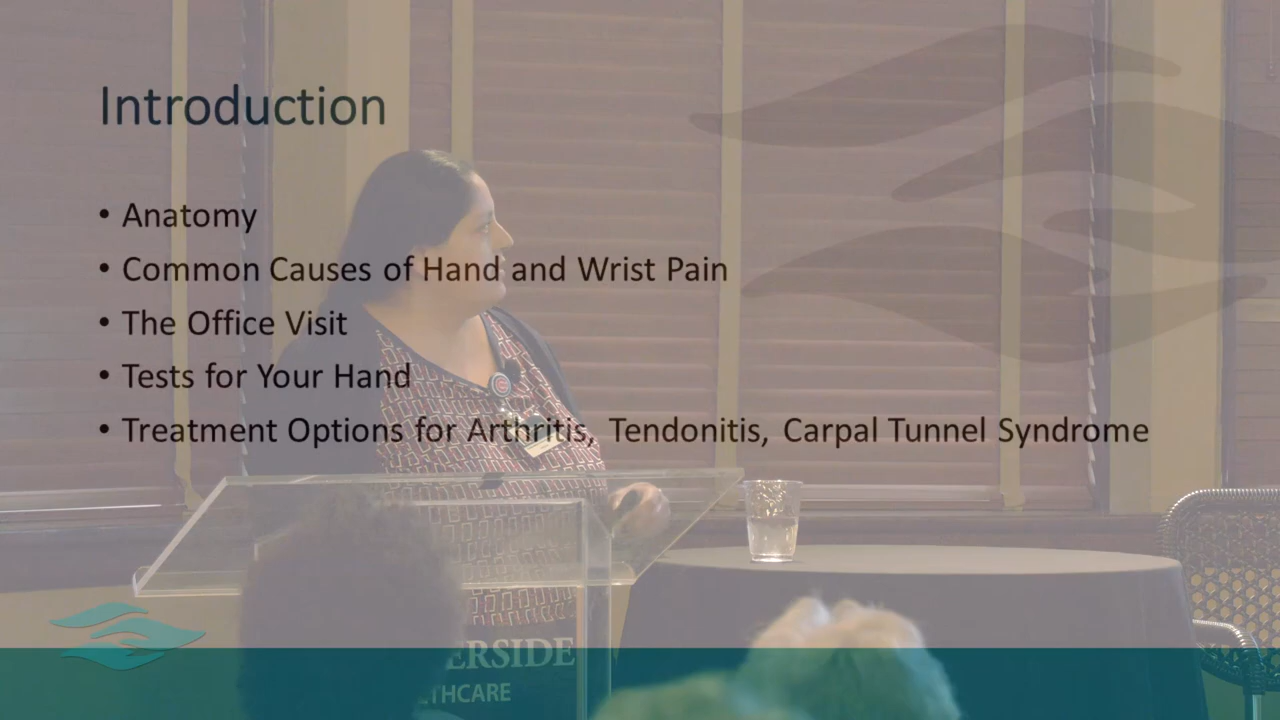 Introduction
• Anatomy
• Common Causes of Hand and Wrist Pain
• The Office Visit
• Tests for Your Hand
• Treatment Options for Arthritis, Tendonitis, Carpal Tunnel Syndrome
ERSIDE
THCARE